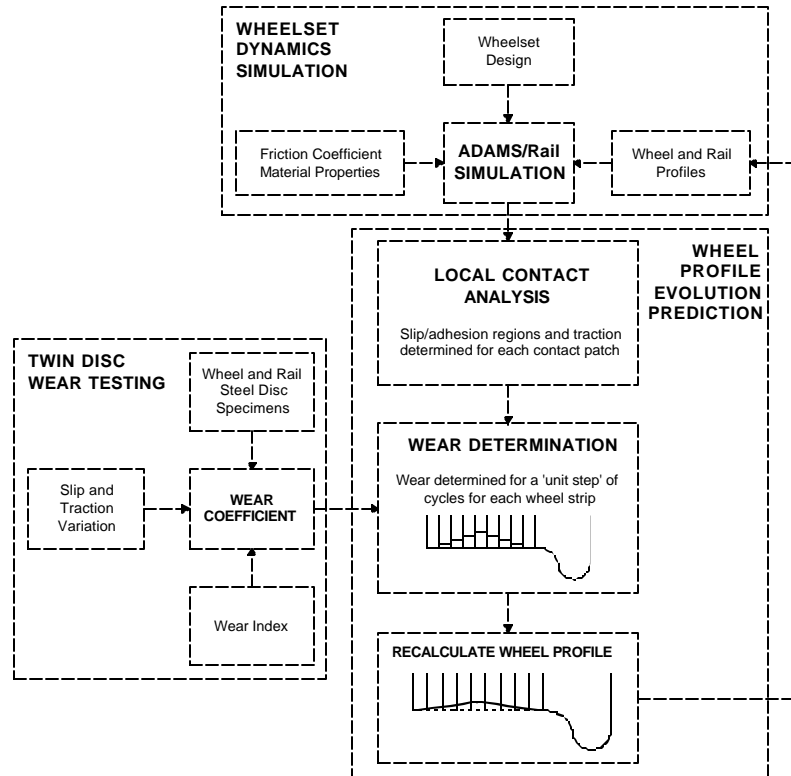 WHEELSET
DYNAMICS
SIMULATION
Wheelset
Design
Friction Coefficient
Material Properties
ADAMS/Rail
SIMULATION
Wheel and Rail
Profiles
WHEEL
PROFILE
EVOLUTION
PREDICTION
LOCAL CONTACT
ANALYSIS
Slip/adhesion regions and traction
determined for each contact patch
TWIN DISC
WEAR TESTING
Wheel and Rail
Steel Disc
Specimens
Slip and
Traction
Variation
WEAR
COEFFICIENT
Wear Index
WEAR DETERMINATION
Wear determined for a 'unit step' of
cycles for each wheel strip
RECALCULATE WHEEL PROFILE